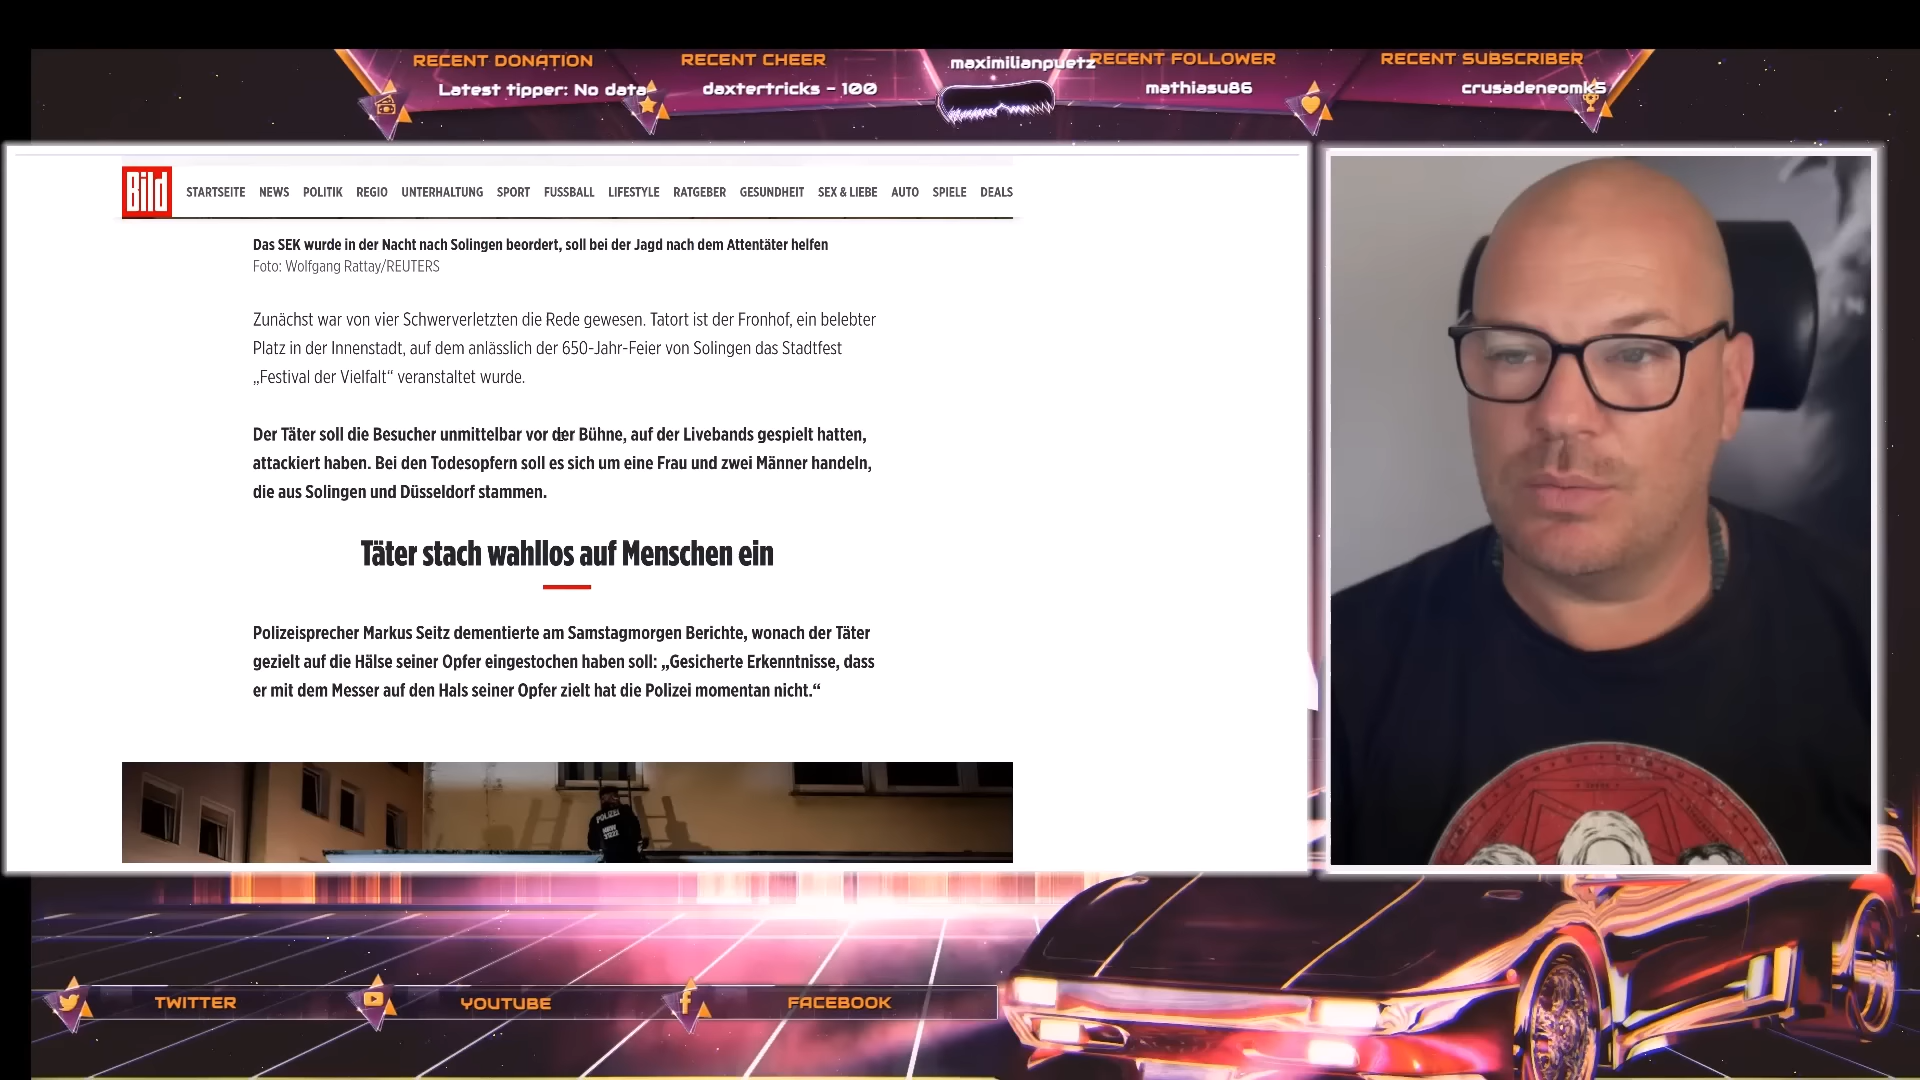 RECENT DONATION
Latest tipper: No data
RECENT CHEER
daxtertricks - 100
maximilianpuetz
RECENT FOLLOWER
mathiasu86
RECENT SUBSCRIBER
crusadeneomk5
Bild
STARTSEITE NEWS POLITIK REGIO UNTERHALTUNG SPORT FUSSBALL LIFESTYLE RATGEBER GESUNDHEIT SEX & LIEBE AUTO SPIELE DEALS
Das SEK wurde in der Nacht nach Solingen beordert, soll bei der Jagd nach dem Attentäter helfen
Foto: Wolfgang Rattay/REUTERS
Zunächst war von vier Schwerverletzten die Rede gewesen. Tatort ist der Fronhof, ein belebter
Platz in der Innenstadt, auf dem anlässlich der 650-Jahr-Feier von Solingen das Stadtfest
„Festival der Vielfalt“ veranstaltet wurde.
Der Täter soll die Besucher unmittelbar vor der Bühne, auf der Livebands gespielt hatten,
attackiert haben. Bei den Todesopfern soll es sich um eine Frau und zwei Männer handeln,
die aus Solingen und Düsseldorf stammen.
Täter stach wahllos auf Menschen ein
Polizeisprecher Markus Seitz dementierte am Samstagmorgen Berichte, wonach der Täter
gezielt auf die Hälse seiner Opfer eingestochen haben soll: „Gesicherte Erkenntnisse, dass
er mit dem Messer auf den Hals seiner Opfer zielt hat die Polizei momentan nicht.“
POLIZEI
TWITTER
YOUTUBE
FACEBOOK